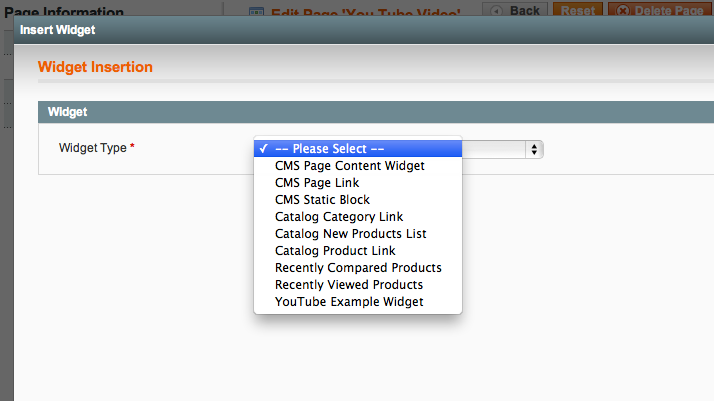 Page Information
Edit Page 'You Tube Video'
Back
Reset
Delete Page
Insert Widget
Widget Insertion
Widget
Widget Type *
-- Please Select --
CMS Page Content Widget
CMS Page Link
CMS Static Block
Catalog Category Link
Catalog New Products List
Catalog Product Link
Recently Compared Products
Recently Viewed Products
YouTube Example Widget